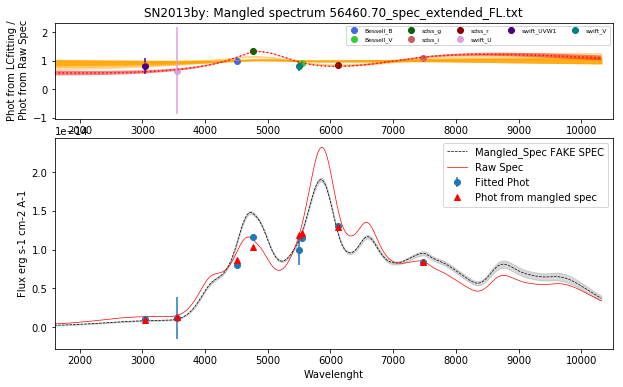 SN2013by: Mangled spectrum 56460.70_spec_extended_FL.txt
Phot from LCfitting /
Phot from Raw Spec
2
1
0
−1
Bessell_B
Bessell_V
sdss_g
sdss_i
sdss_r
swift_U
swift_UVW1
swift_V
2000 3000 4000 5000 6000 7000 8000 9000 10000
1e−14
Flux erg s-1 cm-2 A-1
2.0
1.5
1.0
0.5
0.0
Mangled_Spec FAKE SPEC
Raw Spec
Fitted Phot
Phot from mangled spec
2000 3000 4000 5000 6000 7000 8000 9000 10000
Wavelenght